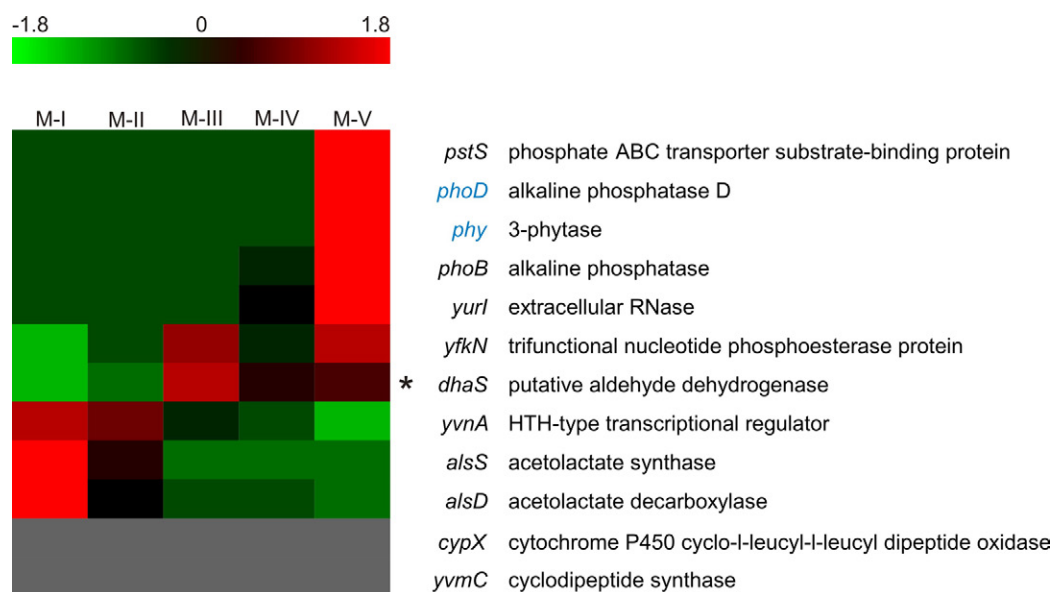 -1.8 0 1.8
M-I M-II M-III M-IV M-V
pstS phosphate ABC transporter substrate-binding protein
phoD alkaline phosphatase D
phy 3-phytase
phoB alkaline phosphatase
yurI extracellular RNase
yfkN trifunctional nucleotide phosphoesterase protein
* dhaS putative aldehyde dehydrogenase
yvnA HTH-type transcriptional regulator
alsS acetolactate synthase
alsD acetolactate decarboxylase
cypX cytochrome P450 cyclo-l-leucyl-l-leucyl dipeptide oxidase
yvmC cyclodipeptide synthase